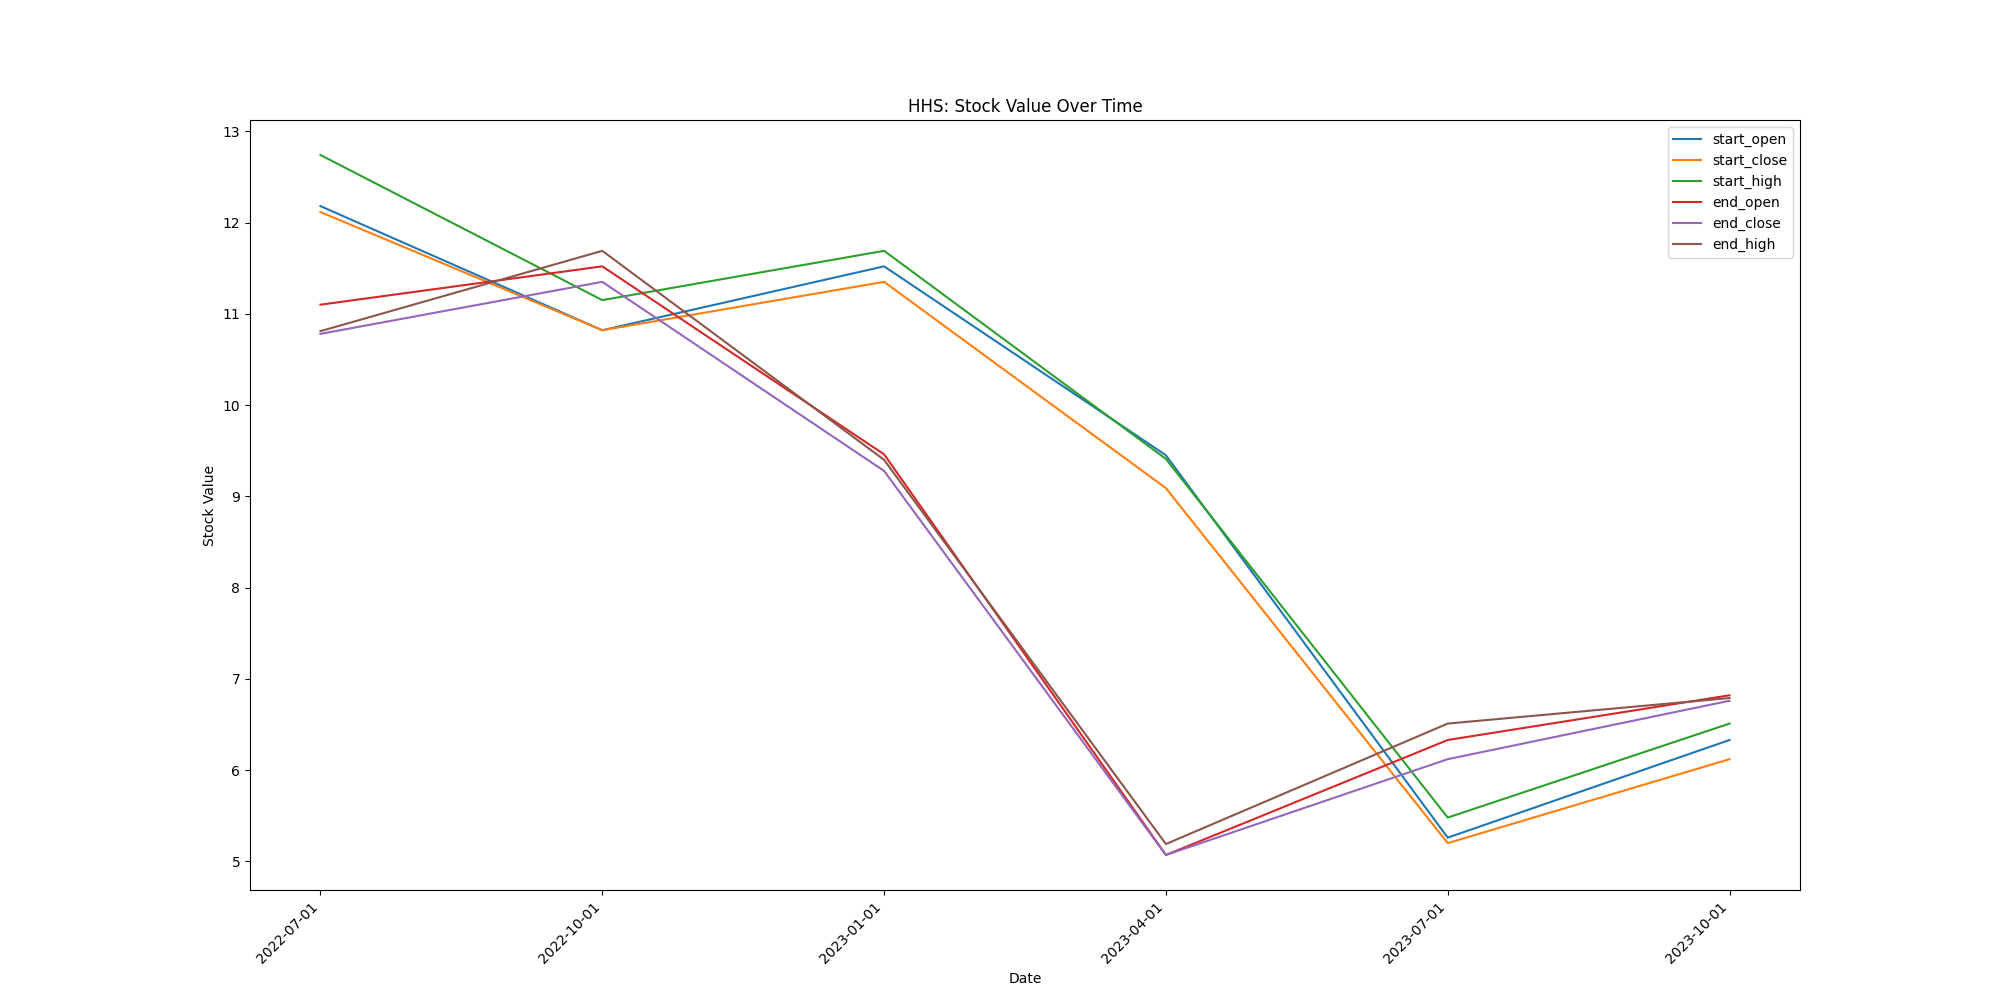 HHS: Stock Value Over Time
13
12
11
10
9
8
7
6
5
Stock Value
start_open
start_close
start_high
end_open
end_close
end_high
2022-07-01
2022-10-01
2023-01-01
2023-04-01
2023-07-01
2023-10-01
Date